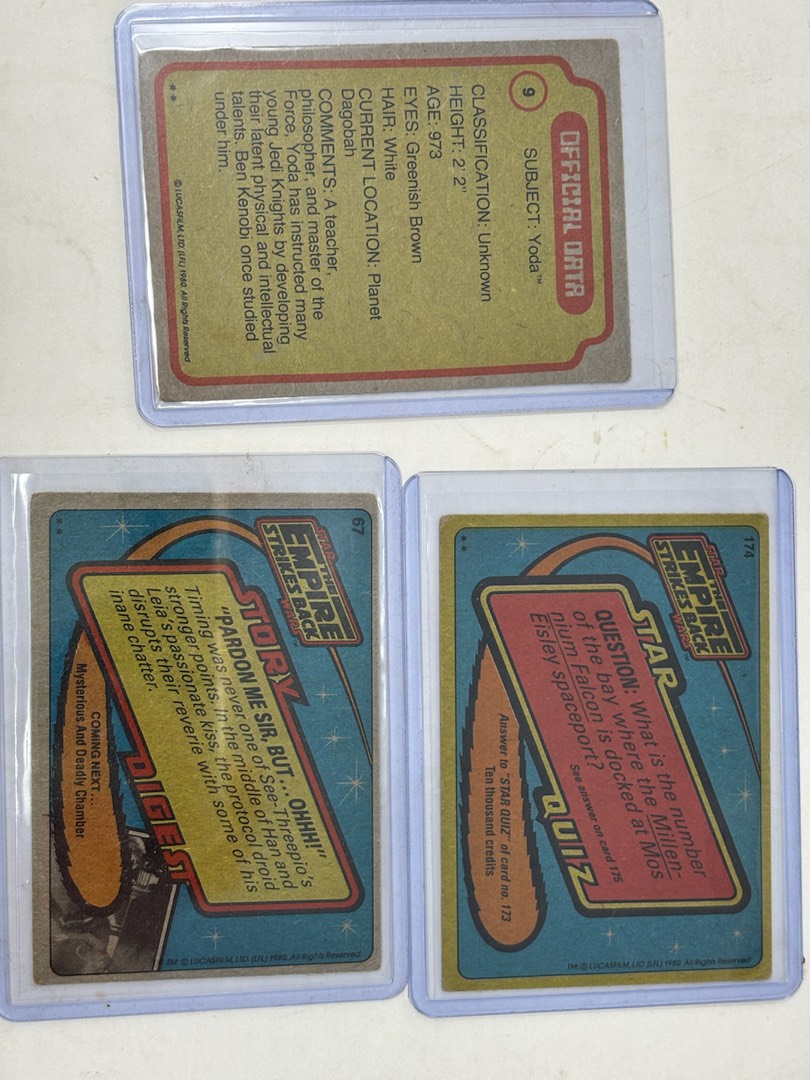 9
OFFICIAL DATA
SUBJECT: Yoda™
CLASSIFICATION: Unknown
HEIGHT: 2' 2"
AGE: 973
EYES: Greenish Brown
HAIR: White
CURRENT LOCATION: Planet
Dagobah
COMMENTS: A teacher,
philosopher, and master of the
Force, Yoda has instructed many
young Jedi Knights by developing
their latent physical and intellectual
talents. Ben Kenobi once studied
under him.
** ©LUCASFILM, LTD. (LFL) 1980. All Rights Reserved
67
STAR
THE
EMPIRE
STRIKES BACK
WARS™
STORY
"PARDON ME SIR, BUT... OHHH!"
Timing was never one of See-Threepio's
stronger points. In the middle of Han and
Leia's passionate kiss, the protocol droid
disrupts their reverie with some of his
inane chatter.
DIGEST
COMING NEXT...
Mysterious And Deadly Chamber
** TM: © LUCASFILM, LTD. (LFL) 1980. All Rights Reserved
174
STAR
THE
EMPIRE
STRIKES BACK
WARS™
STAR
QUESTION: What is the number
of the bay where the Millen-
nium Falcon is docked at Mos
Eisley spaceport?
See answer on card 175
QUIZ
Answer to "STAR QUIZ" of card no. 173
Ten thousand credits
** TM: © LUCASFILM, LTD. (LFL) 1980. All Rights Reserved